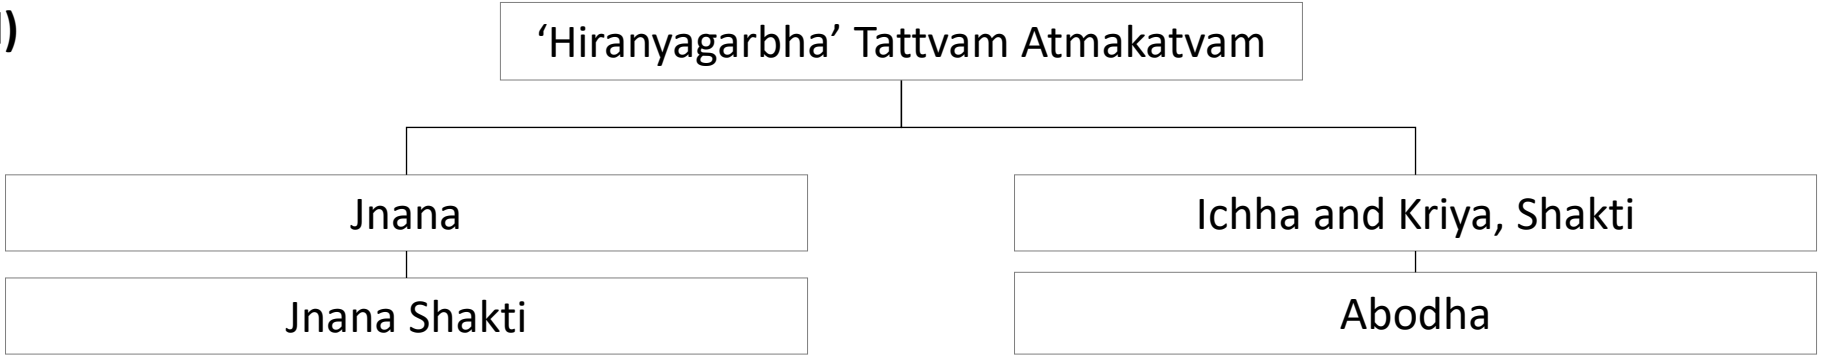 ‘Hiranyagarbha’ Tattvam Atmakatvam
Jnana
Ichha and Kriya, Shakti
Jnana Shakti
Abodha